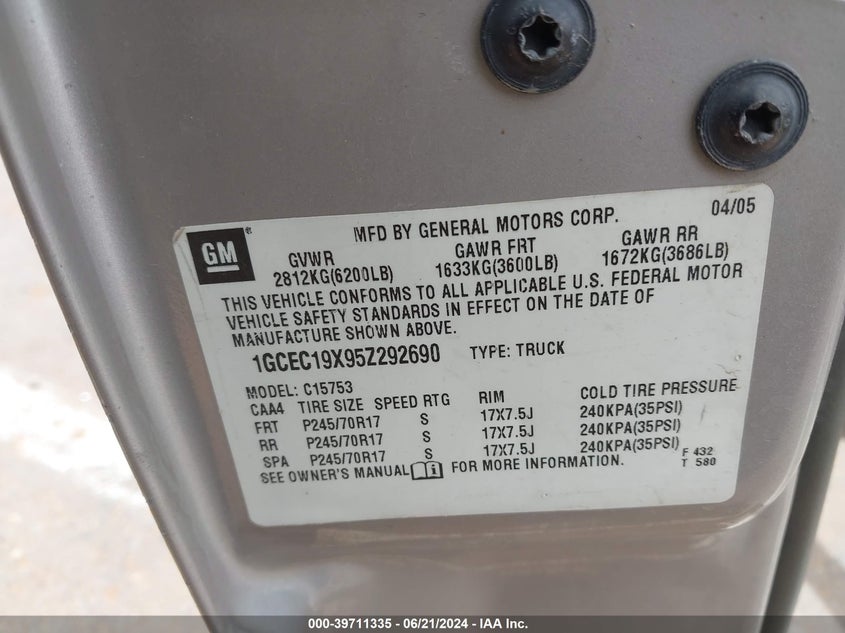 04/05
GM ® MFD BY GENERAL MOTORS CORP.
GVWR GAWR FRT GAWR RR
2812KG(6200LB) 1633KG(3600LB) 1672KG(3686LB)
THIS VEHICLE CONFORMS TO ALL APPLICABLE U.S. FEDERAL MOTOR
VEHICLE SAFETY STANDARDS IN EFFECT ON THE DATE OF
MANUFACTURE SHOWN ABOVE.
1GCEC19X95Z292690 TYPE: TRUCK
MODEL: C15753
CAA4 TIRE SIZE SPEED RTG RIM COLD TIRE PRESSURE
FRT P245/70R17 S 17X7.5J 240KPA(35PSI)
RR P245/70R17 S 17X7.5J 240KPA(35PSI)
SPA P245/70R17 S 17X7.5J 240KPA(35PSI)
SEE OWNER'S MANUAL FOR MORE INFORMATION.
F 432
T 580
000-39711335 - 06/21/2024 - IAA Inc.